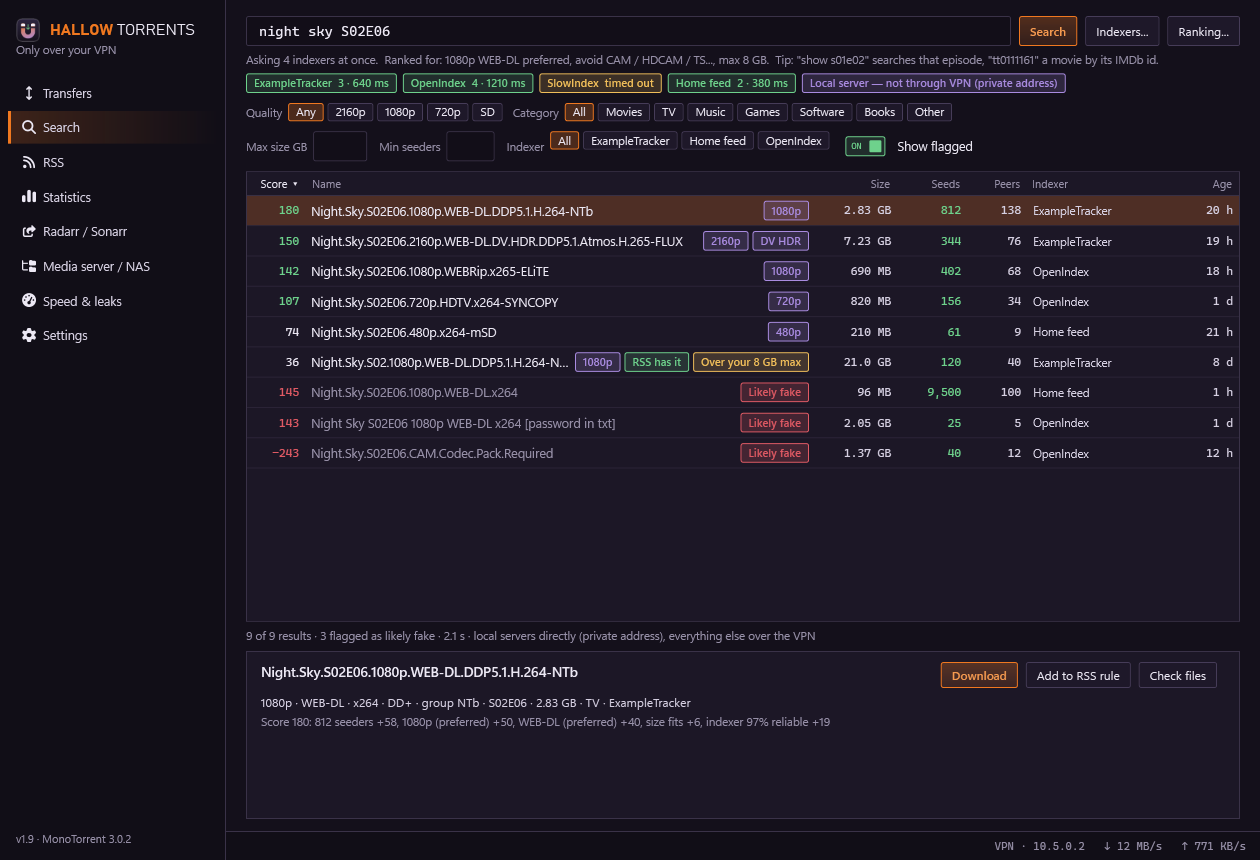 HALLOW TORRENTS
Only over your VPN
Transfers
Search
RSS
Statistics
Radarr / Sonarr
Media server / NAS
Speed & leaks
Settings
v1.9 · MonoTorrent 3.0.2
night sky S02E06
Search
Indexers...
Ranking...
Asking 4 indexers at once. Ranked for: 1080p WEB-DL preferred, avoid CAM / HDCAM / TS..., max 8 GB. Tip: "show s01e02" searches that episode, "tt0111161" a movie by its IMDb id.
ExampleTracker 3 · 640 ms
OpenIndex 4 · 1210 ms
SlowIndex timed out
Home feed 2 · 380 ms
Local server — not through VPN (private address)
Quality Any 2160p 1080p 720p SD Category All Movies TV Music Games Software Books Other
Max size GB Min seeders Indexer All ExampleTracker Home feed OpenIndex ON Show flagged
Score ▾ Name Size Seeds Peers Indexer Age
180 Night.Sky.S02E06.1080p.WEB-DL.DDP5.1.H.264-NTb 1080p 2.83 GB 812 138 ExampleTracker 20 h
150 Night.Sky.S02E06.2160p.WEB-DL.DV.HDR.DDP5.1.Atmos.H.265-FLUX 2160p DV HDR 7.23 GB 344 76 ExampleTracker 19 h
142 Night.Sky.S02E06.1080p.WEBRip.x265-ELiTE 1080p 690 MB 402 68 OpenIndex 18 h
107 Night.Sky.S02E06.720p.HDTV.x264-SYNCOPY 720p 820 MB 156 34 OpenIndex 1 d
74 Night.Sky.S02E06.480p.x264-mSD 480p 210 MB 61 9 Home feed 21 h
36 Night.Sky.S02.1080p.WEB-DL.DDP5.1.H.264-N... 1080p RSS has it Over your 8 GB max 21.0 GB 120 40 ExampleTracker 8 d
145 Night.Sky.S02E06.1080p.WEB-DL.x264 Likely fake 96 MB 9,500 100 Home feed 1 h
143 Night Sky S02E06 1080p WEB-DL x264 [password in txt] Likely fake 2.05 GB 25 5 OpenIndex 1 d
−243 Night.Sky.S02E06.CAM.Codec.Pack.Required Likely fake 1.37 GB 40 12 OpenIndex 12 h
9 of 9 results · 3 flagged as likely fake · 2.1 s · local servers directly (private address), everything else over the VPN
Night.Sky.S02E06.1080p.WEB-DL.DDP5.1.H.264-NTb
Download
Add to RSS rule
Check files
1080p · WEB-DL · x264 · DD+ · group NTb · S02E06 · 2.83 GB · TV · ExampleTracker
Score 180: 812 seeders +58, 1080p (preferred) +50, WEB-DL (preferred) +40, size fits +6, indexer 97% reliable +19
VPN · 10.5.0.2 ↓ 12 MB/s ↑ 771 KB/s